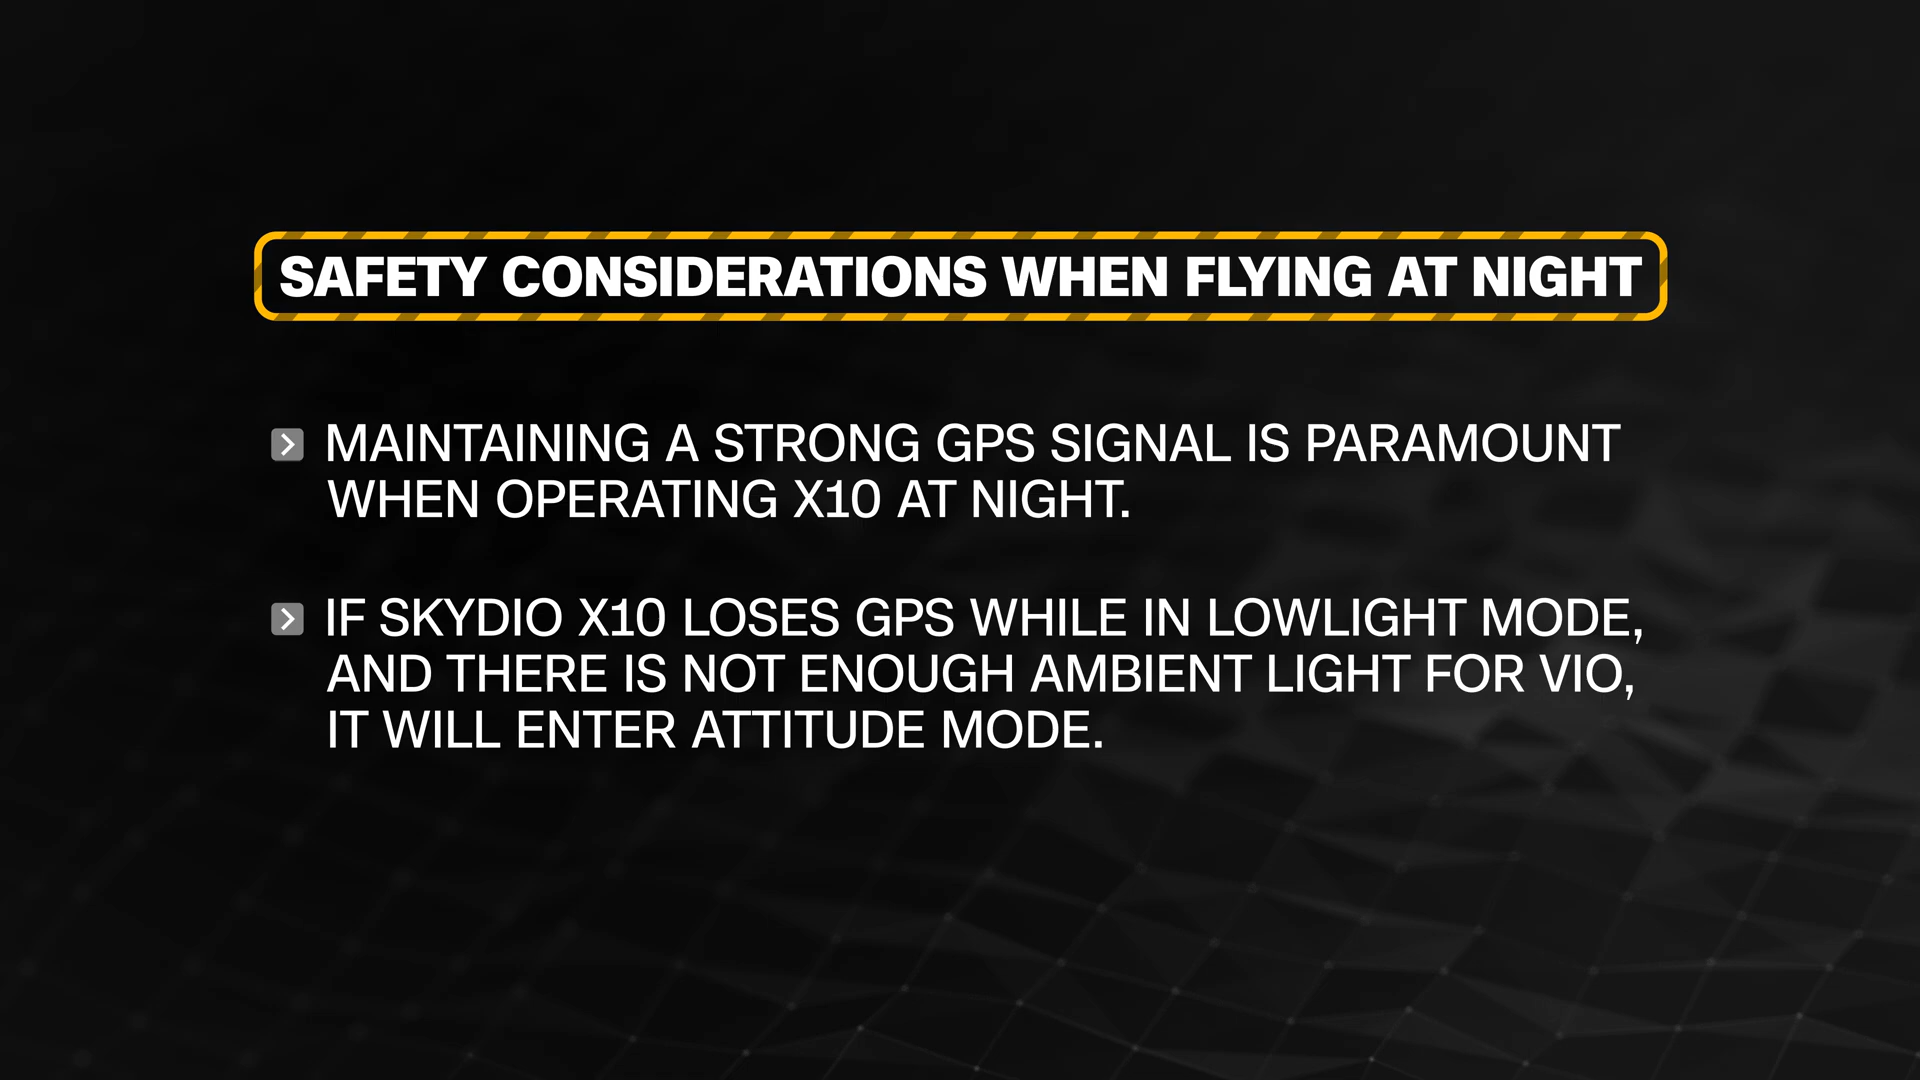 SAFETY CONSIDERATIONS WHEN FLYING AT NIGHT
MAINTAINING A STRONG GPS SIGNAL IS PARAMOUNT
WHEN OPERATING X10 AT NIGHT.
IF SKYDIO X10 LOSES GPS WHILE IN LOWLIGHT MODE,
AND THERE IS NOT ENOUGH AMBIENT LIGHT FOR VIO,
IT WILL ENTER ATTITUDE MODE.